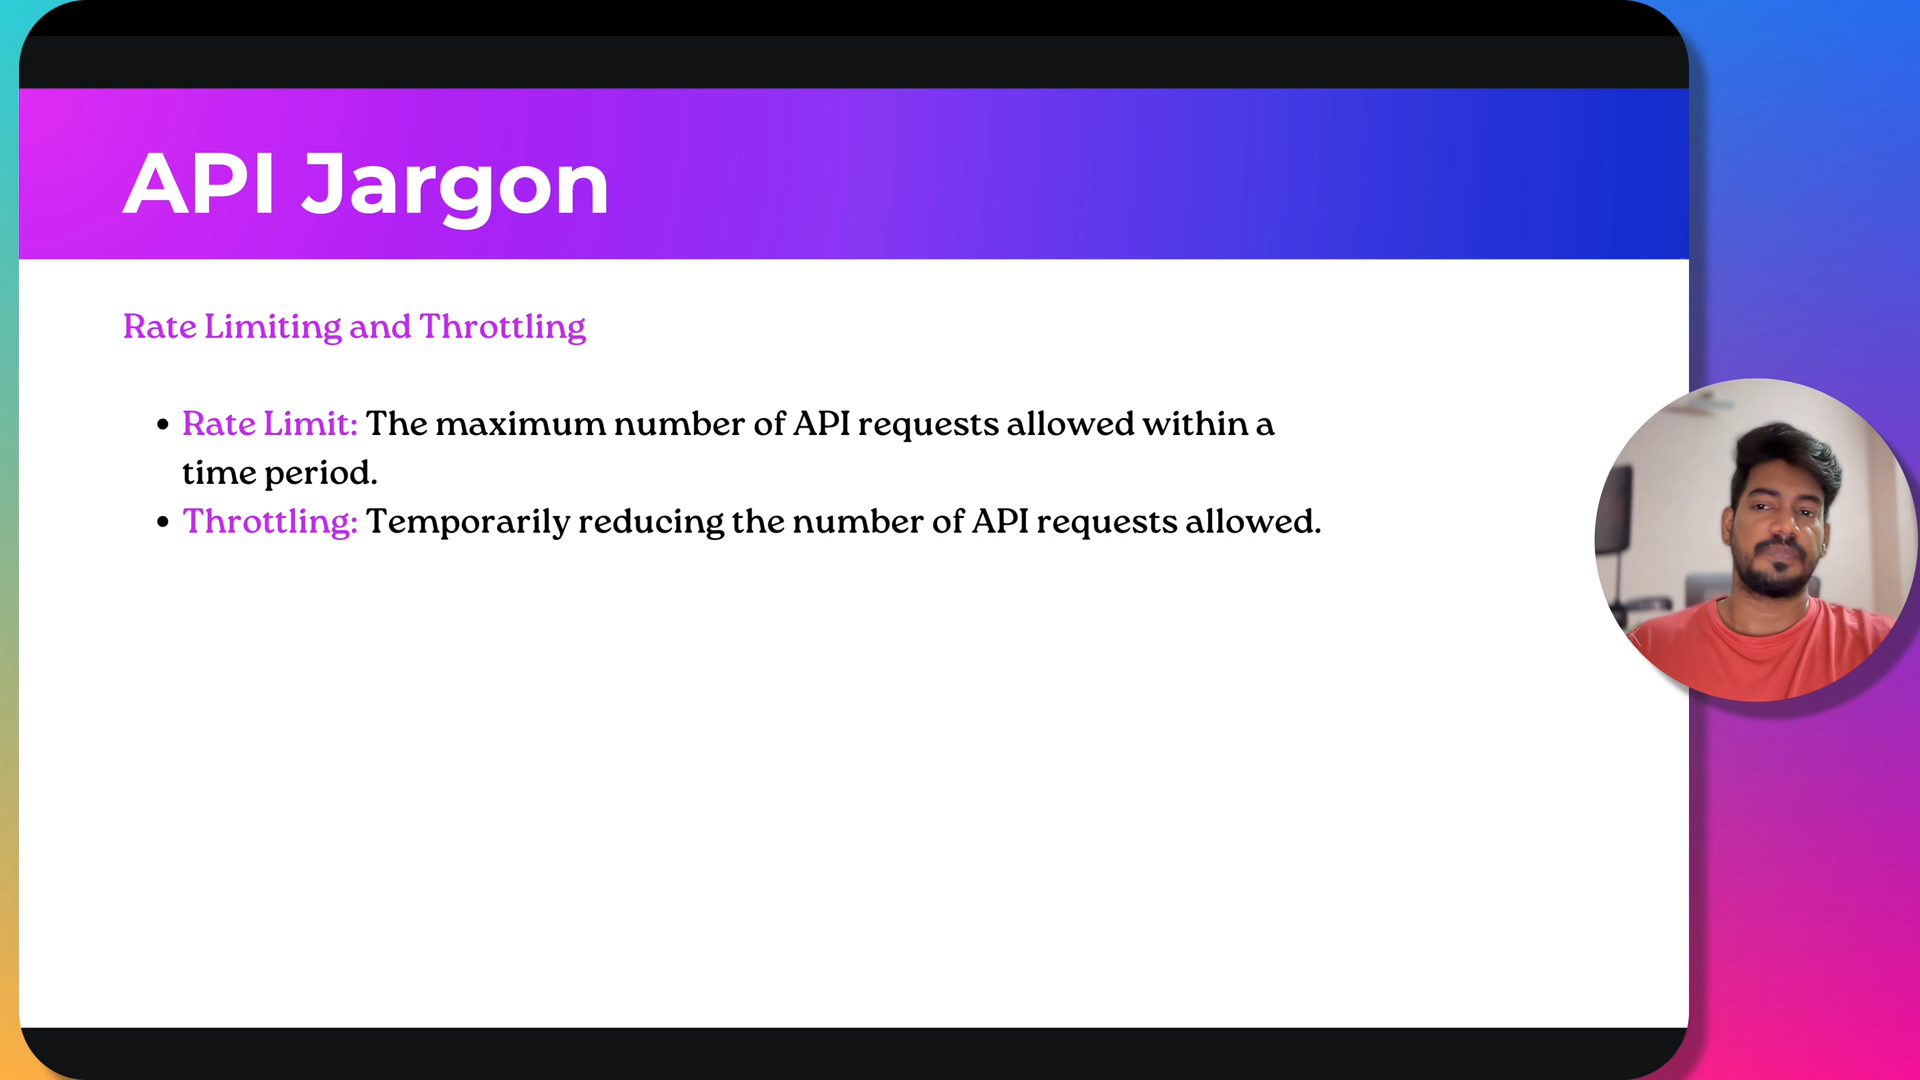 API Jargon
Rate Limiting and Throttling
• Rate Limit: The maximum number of API requests allowed within a
time period.
• Throttling: Temporarily reducing the number of API requests allowed.